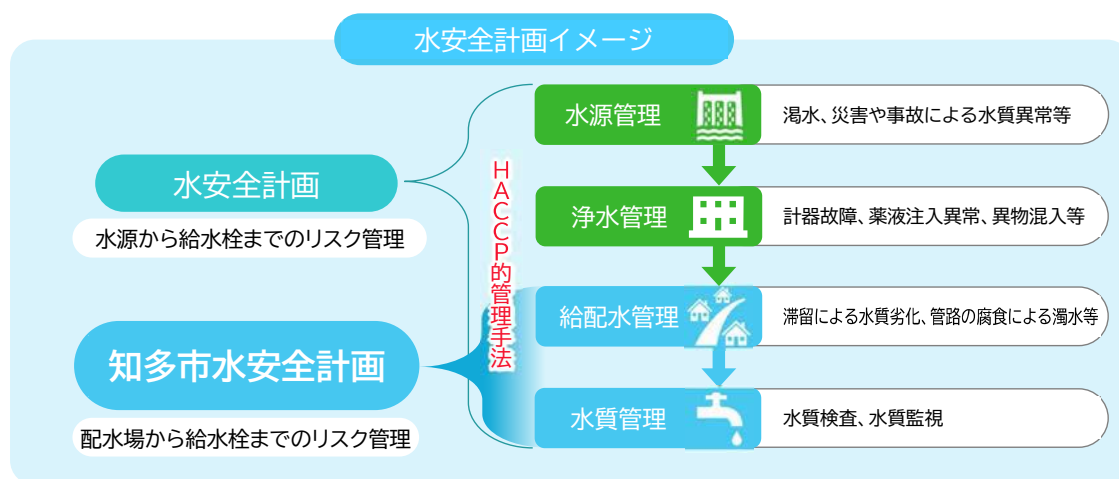 水安全計画イメージ
水安全計画
水源から給水栓までのリスク管理
知多市水安全計画
配水場から給水栓までのリスク管理
HACCP的管理手法
水源管理
渇水、災害や事故による水質異常等
浄水管理
計器故障、薬液注入異常、異物混入等
給配水管理
滞留による水質劣化、管路の腐食による濁水等
水質管理
水質検査、水質監視